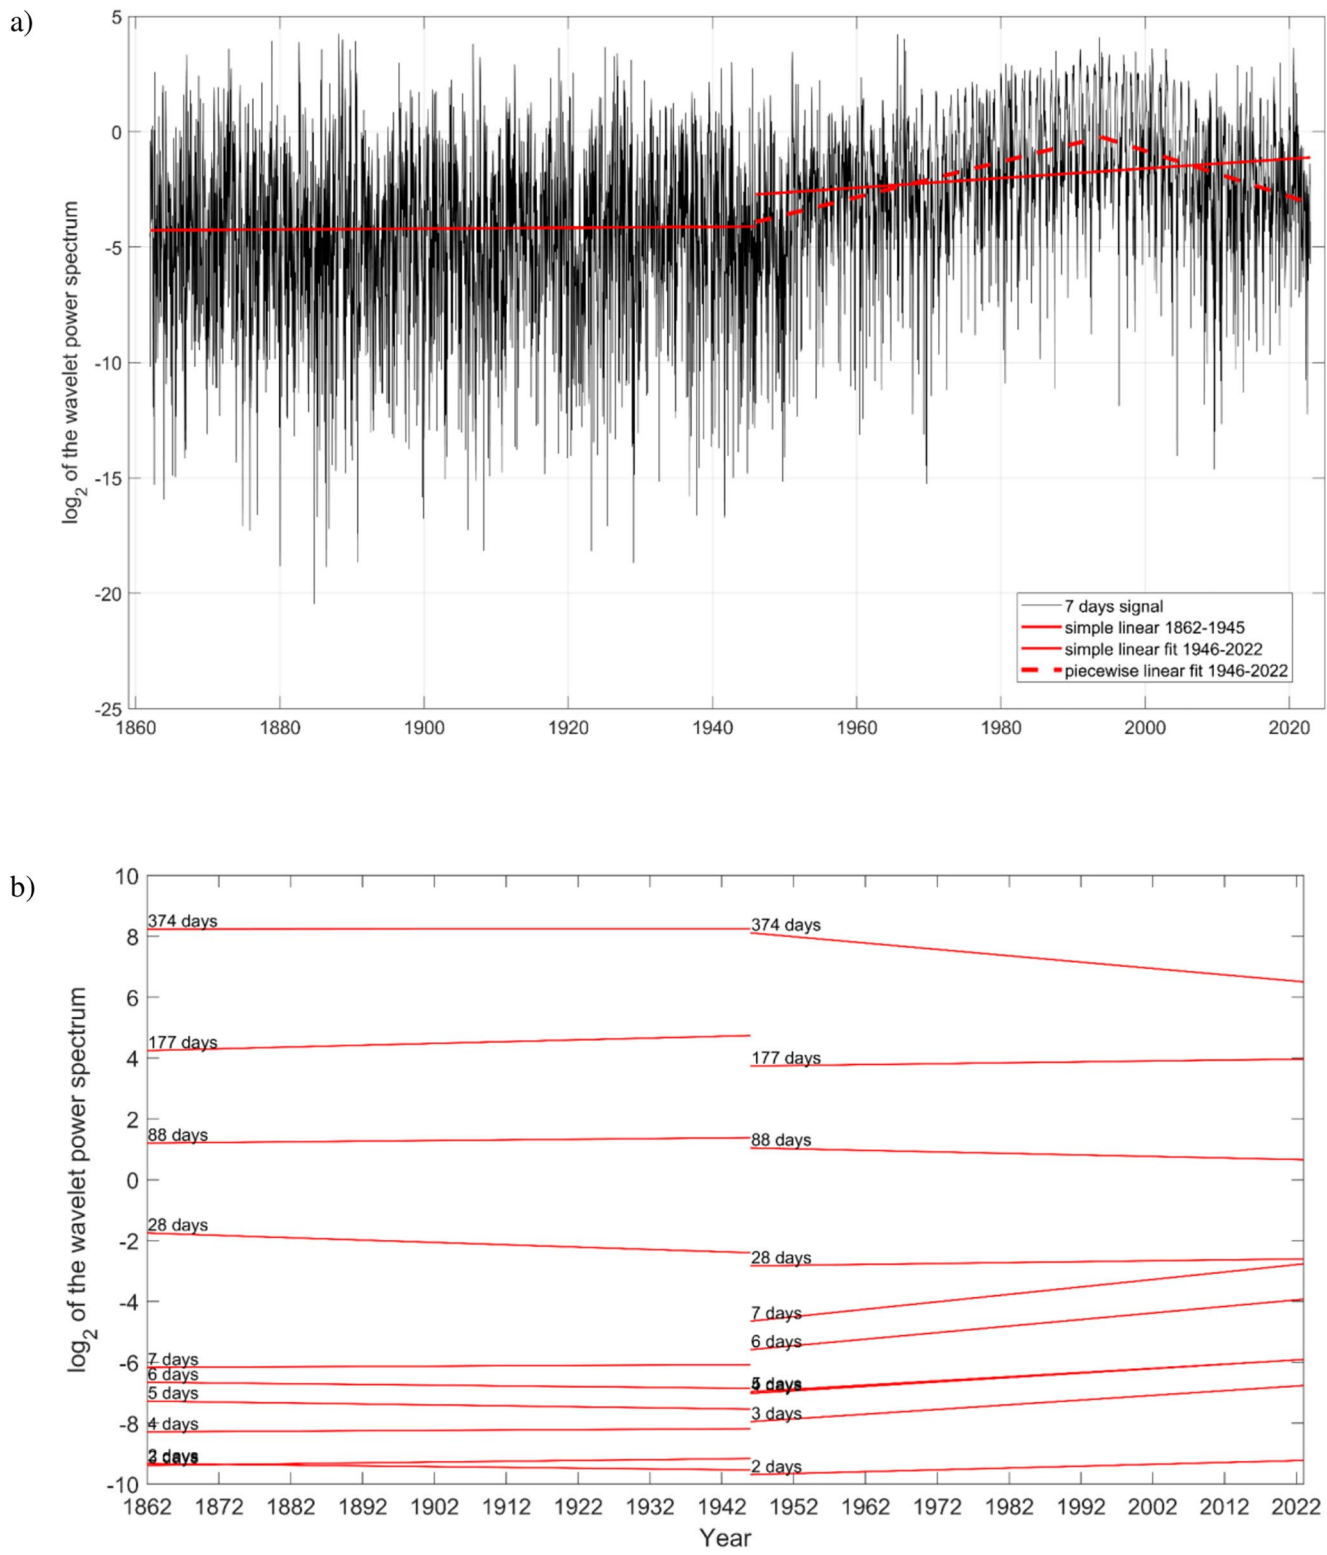 a)
log2 of the wavelet power spectrum
5
0
-5
-10
-15
-20
-25
1860 1880 1900 1920 1940 1960 1980 2000 2020
7 days signal
simple linear 1862-1945
simple linear fit 1946-2022
piecewise linear fit 1946-2022
b)
log2 of the wavelet power spectrum
10
8
6
4
2
0
-2
-4
-6
-8
-10
374 days
374 days
177 days
177 days
88 days
88 days
28 days
28 days
7 days
6 days
7 days
6 days
5 days
5 days
3 days
4 days
2 days
2 days
1862 1872 1882 1892 1902 1912 1922 1932 1942 1952 1962 1972 1982 1992 2002 2012 2022
Year